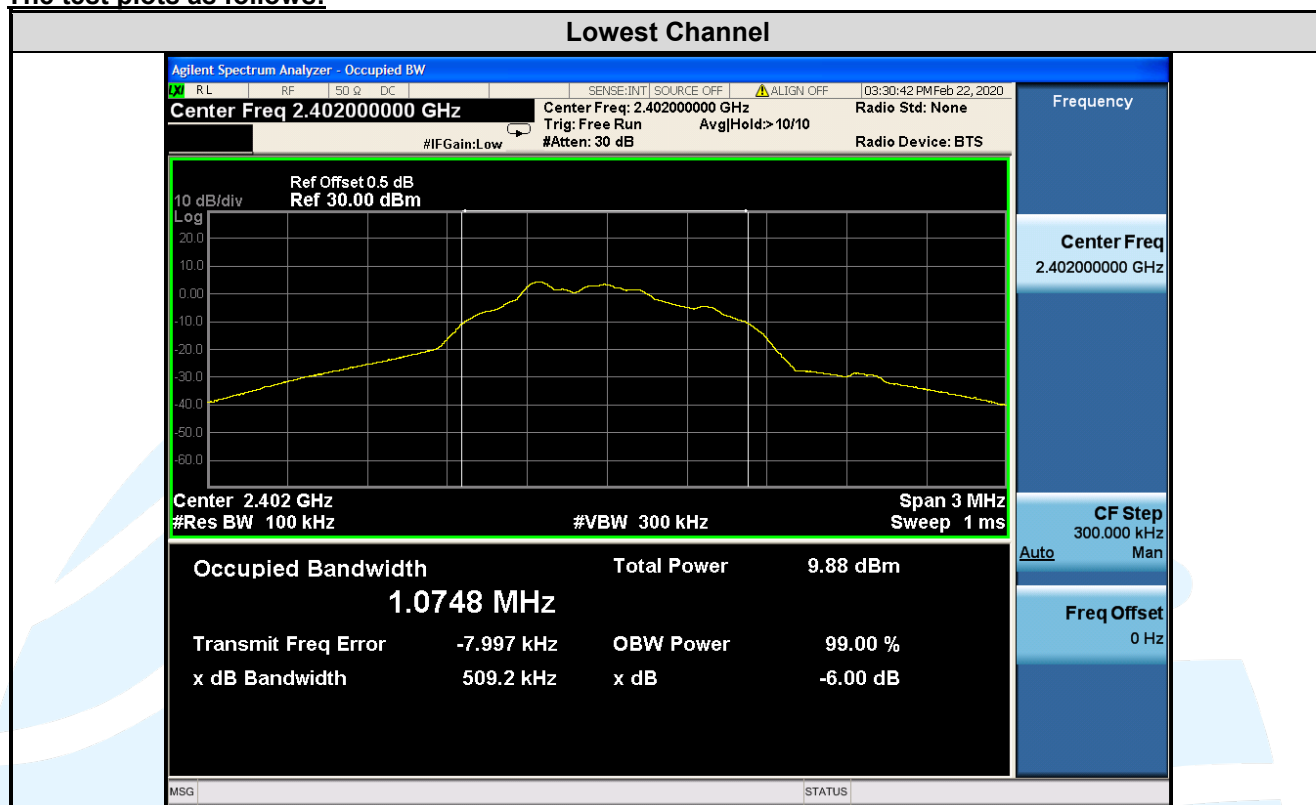 The test plots as follows:
Lowest Channel
Agilent Spectrum Analyzer - Occupied BW
LXI RL RF 50 Ω DC SENSE:INT SOURCE OFF ALIGN OFF 03:30:42 PM Feb 22, 2020
Center Freq 2.402000000 GHz
Center Freq: 2.402000000 GHz Radio Std: None
Trig: Free Run Avg|Hold:>10/10
#IFGain:Low #Atten: 30 dB Radio Device: BTS
Frequency
Ref Offset 0.5 dB
10 dB/div Ref 30.00 dBm
Log
20.0
10.0
0.00
-10.0
-20.0
-30.0
-40.0
-50.0
-60.0
Center 2.402 GHz Span 3 MHz
#Res BW 100 kHz #VBW 300 kHz Sweep 1 ms
Center Freq
2.402000000 GHz
CF Step
300.000 kHz
Auto Man
Freq Offset
0 Hz
Occupied Bandwidth Total Power 9.88 dBm
1.0748 MHz
Transmit Freq Error -7.997 kHz OBW Power 99.00 %
x dB Bandwidth 509.2 kHz x dB -6.00 dB
MSG STATUS